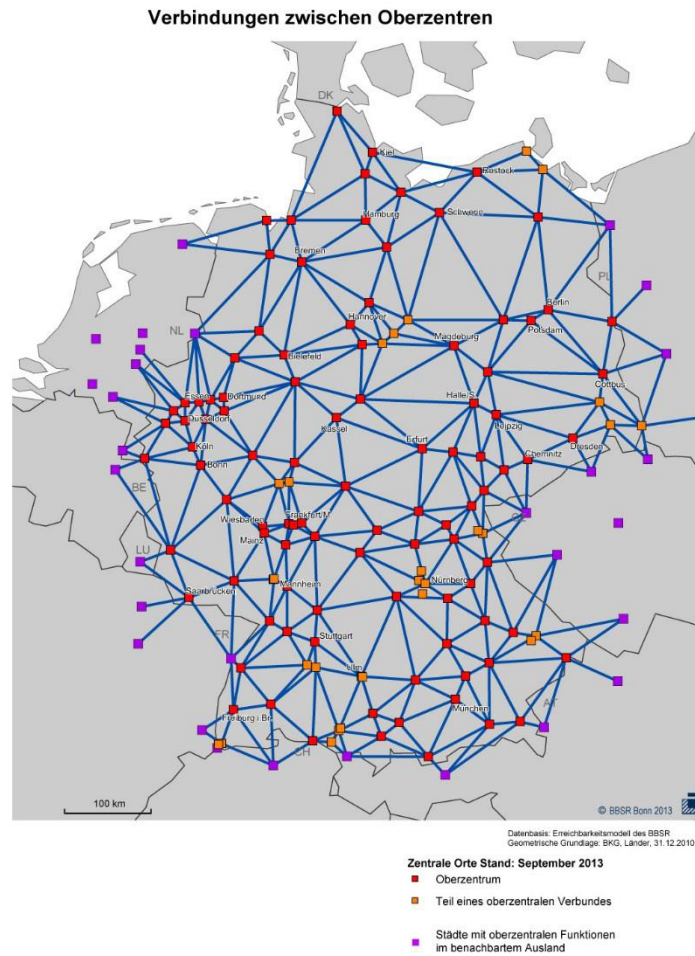 Verbindungen zwischen Oberzentren
DK
Kiel
Rostock
Hamburg
Schwerin
Bremen
PL
Berlin
Hannover
Potsdam
NL
Magdeburg
Bielefeld
Cottbus
Essen
Dortmund
Halle/S.
Düsseldorf
Leipzig
Kassel
Köln
Erfurt
Dresden
Chemnitz
Bonn
BE
Wiesbaden
Frankfurt/M.
CZ
Mainz
LU
Nürnberg
Mannheim
Saarbrücken
FR
Stuttgart
Ulm
München
AT
Freiburg i.Br.
CH
100 km
© BBSR Bonn 2013
Datenbasis: Erreichbarkeitsmodell des BBSR
Geometrische Grundlage: BKG, Länder, 31.12.2010
Zentrale Orte Stand: September 2013
Oberzentrum
Teil eines oberzentralen Verbundes
Städte mit oberzentralen Funktionen
im benachbartem Ausland